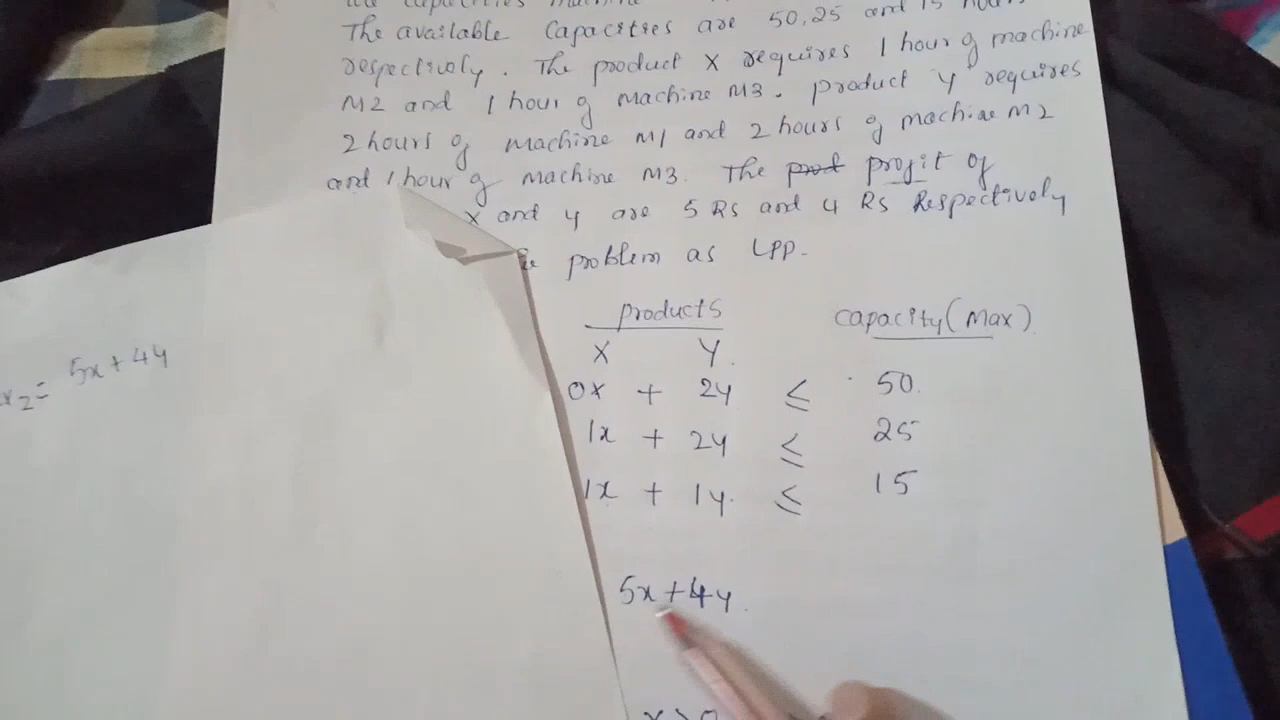 capacities machine
The available Capacities are 50,25 and 15 hours
respectively. The product X requires 1 hour of machine
M2 and 1 hour of machine M3. product y requires
2 hours of machine M1 and 2 hours of machine M2
and 1 hour of machine M3. The prod profit of
x and y are 5 Rs and 4 Rs Respectively
problem as LPP.
products capacity (Max)
X Y.
0x + 2y ≤ 50.
1x + 2y ≤ 25
1x + 1y. ≤ 15
5x + 4y
5x + 4y.
x > 0